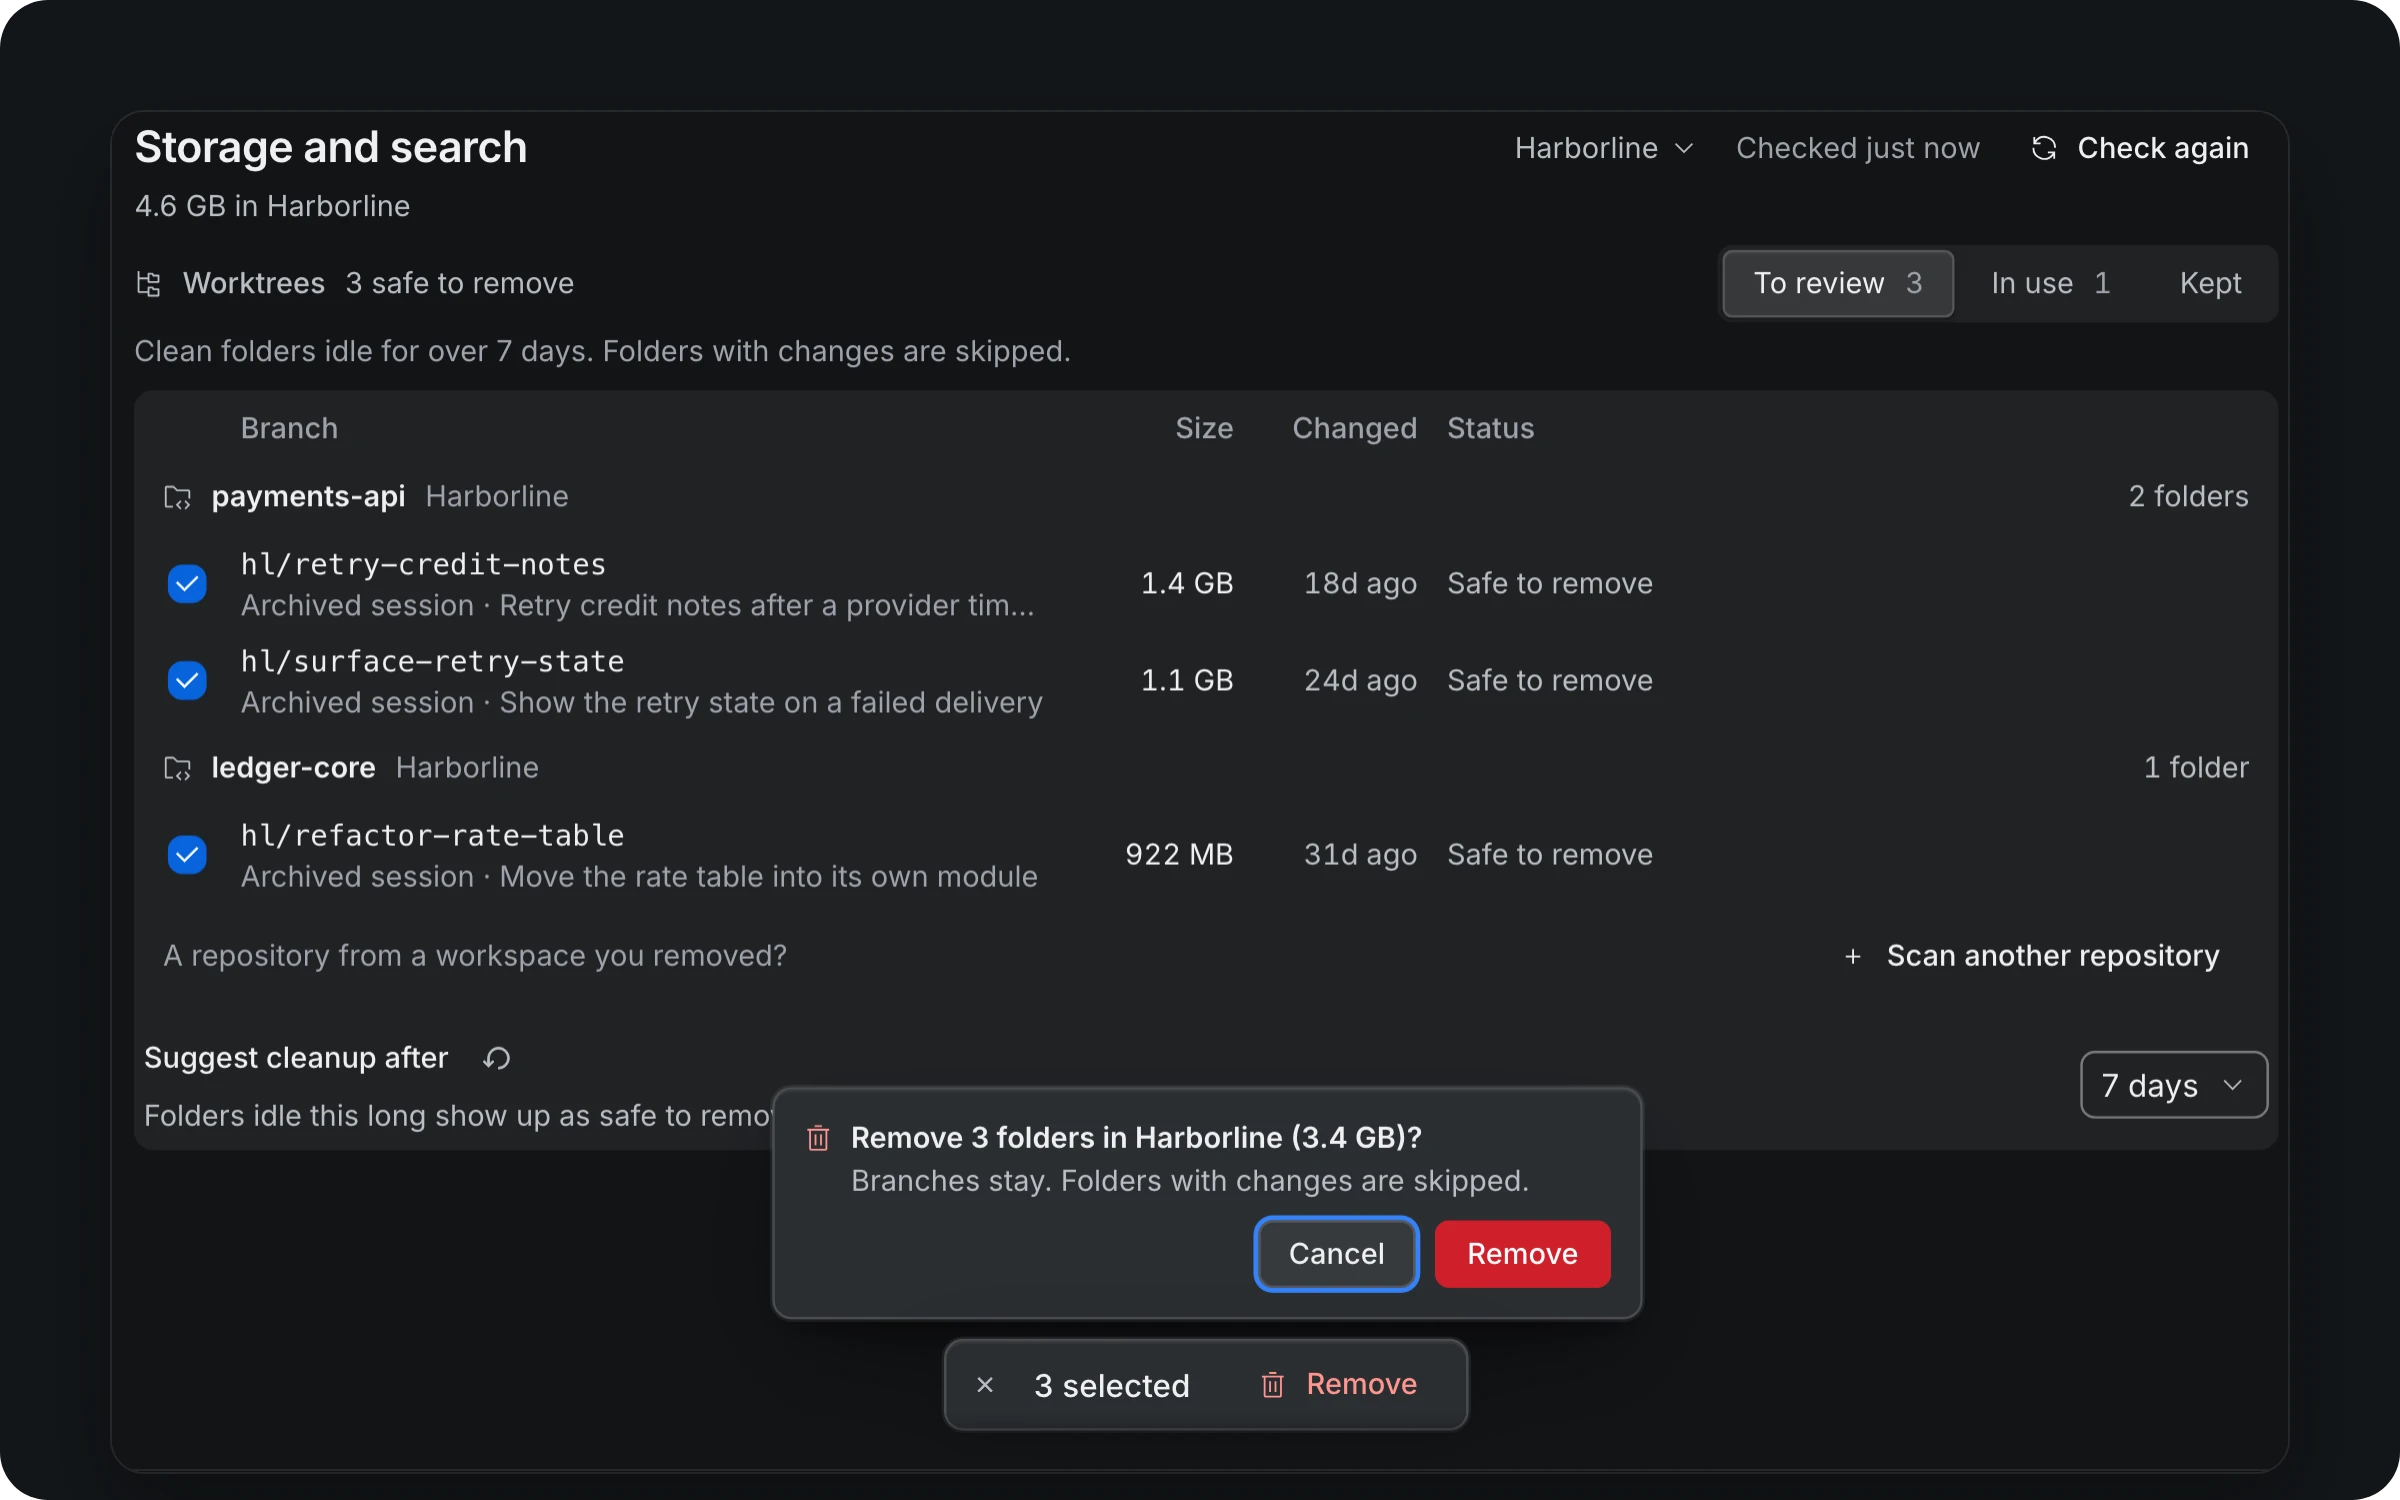 Storage and search
Harborline
Checked just now
Check again
4.6 GB in Harborline
Worktrees 3 safe to remove
To review 3
In use 1
Kept
Clean folders idle for over 7 days. Folders with changes are skipped.
Branch Size Changed Status
payments-api Harborline 2 folders
hl/retry-credit-notes
Archived session · Retry credit notes after a provider tim...
1.4 GB 18d ago Safe to remove
hl/surface-retry-state
Archived session · Show the retry state on a failed delivery
1.1 GB 24d ago Safe to remove
ledger-core Harborline 1 folder
hl/refactor-rate-table
Archived session · Move the rate table into its own module
922 MB 31d ago Safe to remove
A repository from a workspace you removed?
+ Scan another repository
Suggest cleanup after
7 days
Folders idle this long show up as safe to
Remove 3 folders in Harborline (3.4 GB)?
Branches stay. Folders with changes are skipped.
Cancel
Remove
3 selected
Remove